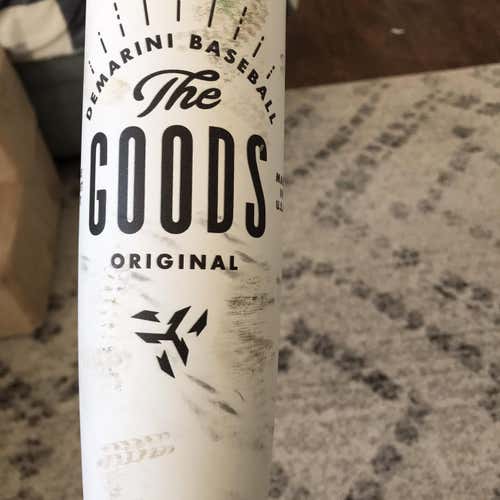 DEMARINI BASEBALL
The
GOODS
ORIGINAL